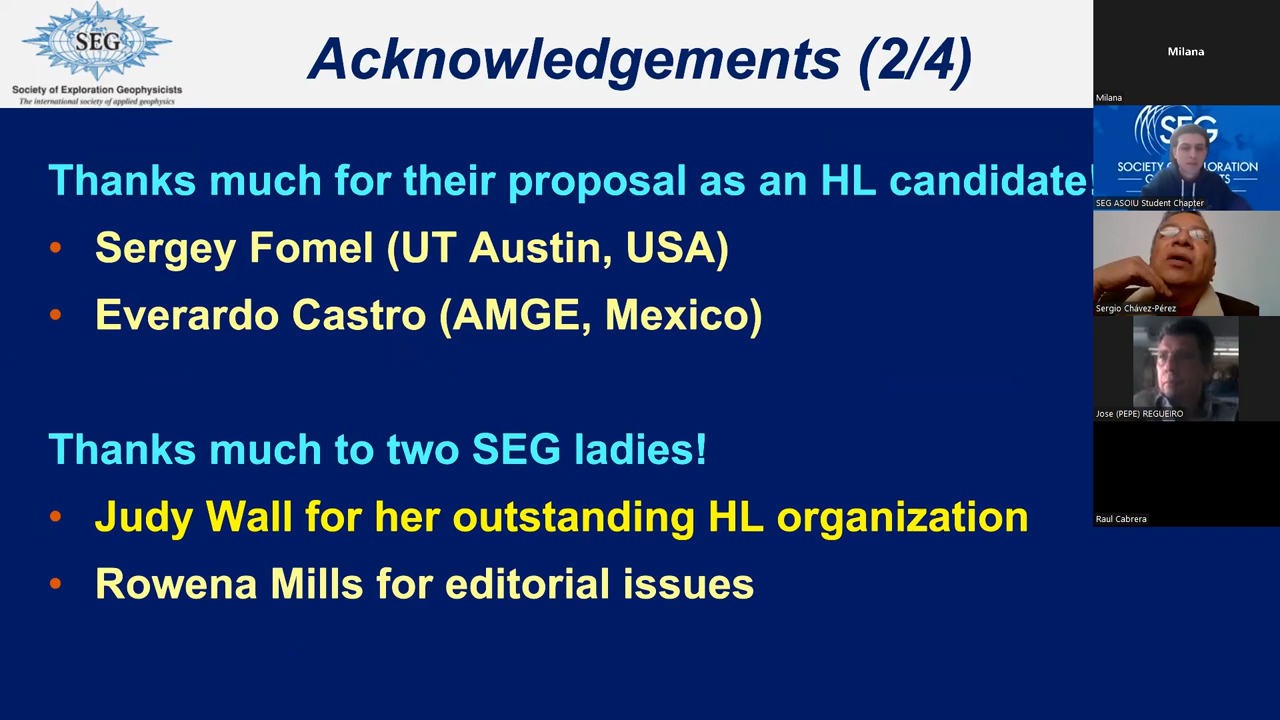 SEG
Society of Exploration Geophysicists
The international society of applied geophysics
Acknowledgements (2/4)
Thanks much for their proposal as an HL candidate!
• Sergey Fomel (UT Austin, USA)
• Everardo Castro (AMGE, Mexico)
Thanks much to two SEG ladies!
• Judy Wall for her outstanding HL organization
• Rowena Mills for editorial issues
Milana
Milana
SEG
SOCIETY
SEG ASOIU Student Chapter
Sergio Chávez-Pérez
Jose (PEPE) REGUEIRO
Raul Cabrera